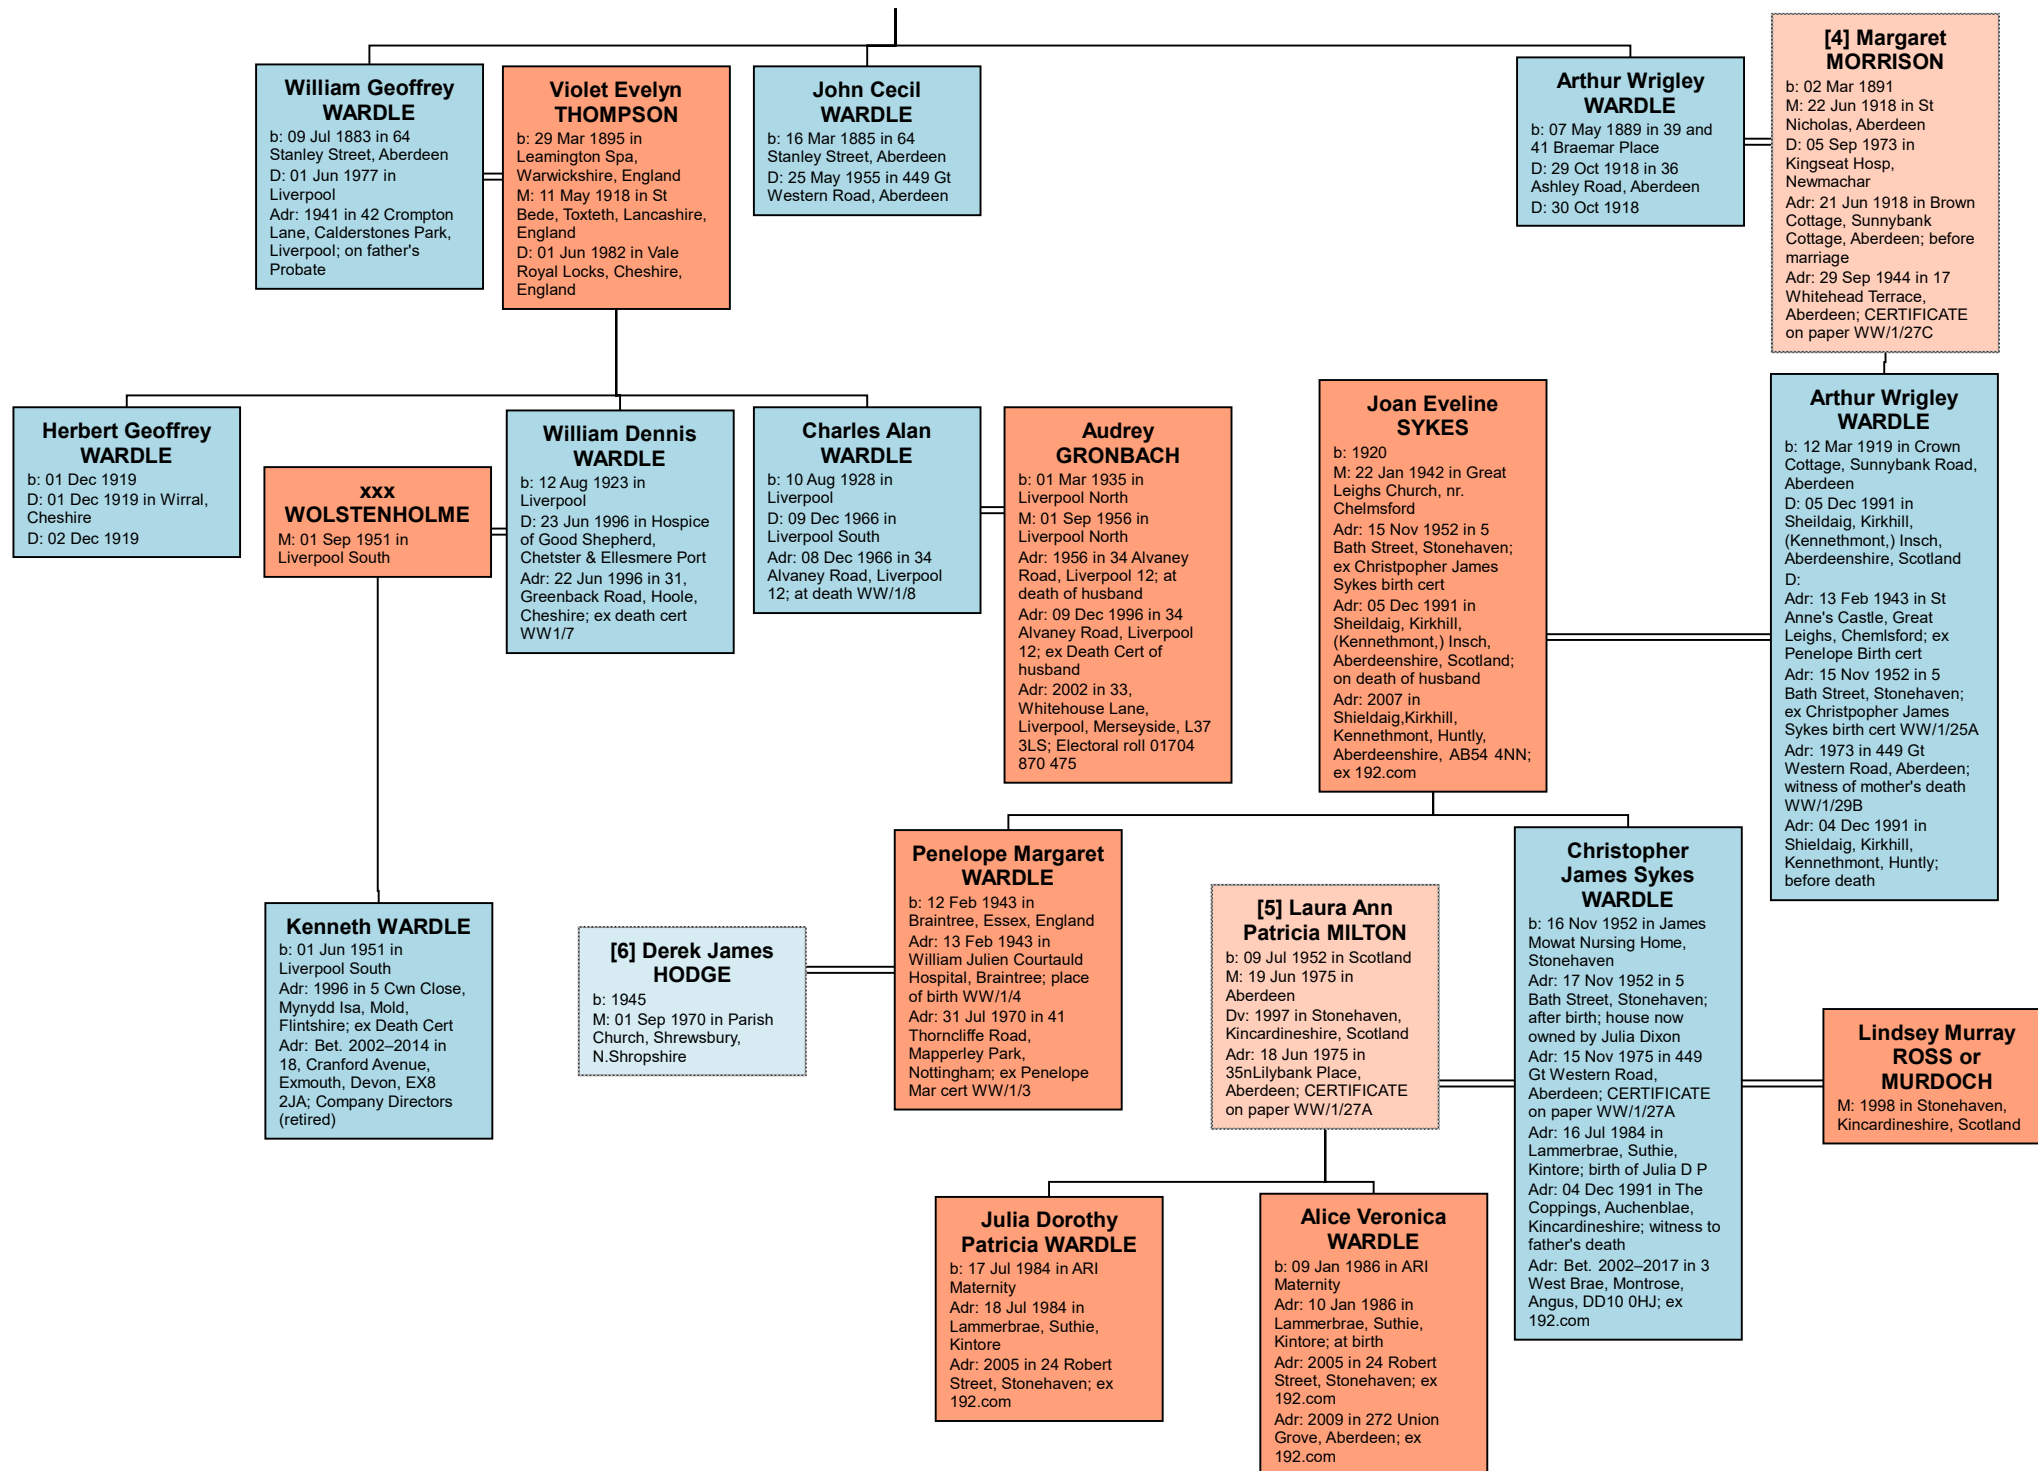 William Geoffrey
WARDLE
b: 09 Jul 1883 in 64
Stanley Street, Aberdeen
D: 01 Jun 1977 in
Liverpool
Adr: 1941 in 42 Crompton
Lane, Calderstones Park,
Liverpool; on father's
Probate
Violet Evelyn
THOMPSON
b: 29 Mar 1895 in
Leamington Spa,
Warwickshire, England
M: 11 May 1918 in St
Bede, Toxteth, Lancashire,
England
D: 01 Jun 1982 in Vale
Royal Locks, Cheshire,
England
John Cecil
WARDLE
b: 16 Mar 1885 in 64
Stanley Street, Aberdeen
D: 25 May 1955 in 449 Gt
Western Road, Aberdeen
Arthur Wrigley
WARDLE
b: 07 May 1889 in 39 and
41 Braemar Place
D: 29 Oct 1918 in 36
Ashley Road, Aberdeen
D: 30 Oct 1918
[4] Margaret
MORRISON
b: 02 Mar 1891
M: 22 Jun 1918 in St
Nicholas, Aberdeen
D: 05 Sep 1973 in
Kingseat Hosp,
Newmachar
Adr: 21 Jun 1918 in Brown
Cottage, Sunnybank
Cottage, Aberdeen; before
marriage
Adr: 29 Sep 1944 in 17
Whitehead Terrace,
Aberdeen; CERTIFICATE
on paper WW/1/27C
Herbert Geoffrey
WARDLE
b: 01 Dec 1919
D: 01 Dec 1919 in Wirral,
Cheshire
D: 02 Dec 1919
xxx
WOLSTENHOLME
M: 01 Sep 1951 in
Liverpool South
William Dennis
WARDLE
b: 12 Aug 1923 in
Liverpool
D: 23 Jun 1996 in Hospice
of Good Shepherd,
Chetster & Ellesmere Port
Adr: 22 Jun 1996 in 31,
Greenback Road, Hoole,
Cheshire; ex death cert
WW1/7
Charles Alan
WARDLE
b: 10 Aug 1928 in
Liverpool
D: 09 Dec 1966 in
Liverpool South
Adr: 08 Dec 1966 in 34
Alvaney Road, Liverpool
12; at death WW/1/8
Audrey
GRONBACH
b: 01 Mar 1935 in
Liverpool North
M: 01 Sep 1956 in
Liverpool North
Adr: 1956 in 34 Alvaney
Road, Liverpool 12; at
death of husband
Adr: 09 Dec 1996 in 34
Alvaney Road, Liverpool
12; ex Death Cert of
husband
Adr: 2002 in 33,
Whitehouse Lane,
Liverpool, Merseyside, L37
3LS; Electoral roll 01704
870 475
Joan Eveline
SYKES
b: 1920
M: 22 Jan 1942 in Great
Leighs Church, nr.
Chelmsford
Adr: 15 Nov 1952 in 5
Bath Street, Stonehaven;
ex Christpopher James
Sykes birth cert
Adr: 05 Dec 1991 in
Sheildaig, Kirkhill,
(Kennethmont,) Insch,
Aberdeenshire, Scotland;
on death of husband
Adr: 2007 in
Shieldaig,Kirkhill,
Kennethmont, Huntly,
Aberdeenshire, AB54 4NN;
ex 192.com
Arthur Wrigley
WARDLE
b: 12 Mar 1919 in Crown
Cottage, Sunnybank Road,
Aberdeen
D: 05 Dec 1991 in
Sheildaig, Kirkhill,
(Kennethmont,) Insch,
Aberdeenshire, Scotland
D:
Adr: 13 Feb 1943 in St
Anne's Castle, Great
Leighs, Chemlsford; ex
Penelope Birth cert
Adr: 15 Nov 1952 in 5
Bath Street, Stonehaven;
ex Christpopher James
Sykes birth cert WW/1/25A
Adr: 1973 in 449 Gt
Western Road, Aberdeen;
witness of mother's death
WW/1/29B
Adr: 04 Dec 1991 in
Shieldaig, Kirkhill,
Kennethmont, Huntly;
before death
Kenneth WARDLE
b: 01 Jun 1951 in
Liverpool South
Adr: 1996 in 5 Cwn Close,
Mynydd Isa, Mold,
Flintshire; ex Death Cert
Adr: Bet. 2002–2014 in
18, Cranford Avenue,
Exmouth, Devon, EX8
2JA; Company Directors
(retired)
[6] Derek James
HODGE
b: 1945
M: 01 Sep 1970 in Parish
Church, Shrewsbury,
N.Shropshire
Penelope Margaret
WARDLE
b: 12 Feb 1943 in
Braintree, Essex, England
Adr: 13 Feb 1943 in
William Julien Courtauld
Hospital, Braintree; place
of birth WW/1/4
Adr: 31 Jul 1970 in 41
Thorncliffe Road,
Mapperley Park,
Nottingham; ex Penelope
Mar cert WW/1/3
[5] Laura Ann
Patricia MILTON
b: 09 Jul 1952 in Scotland
M: 19 Jun 1975 in
Aberdeen
Dv: 1997 in Stonehaven,
Kincardineshire, Scotland
Adr: 18 Jun 1975 in
35nLilybank Place,
Aberdeen; CERTIFICATE
on paper WW/1/27A
Christopher
James Sykes
WARDLE
b: 16 Nov 1952 in James
Mowat Nursing Home,
Stonehaven
Adr: 17 Nov 1952 in 5
Bath Street, Stonehaven;
after birth; house now
owned by Julia Dixon
Adr: 15 Nov 1975 in 449
Gt Western Road,
Aberdeen; CERTIFICATE
on paper WW/1/27A
Adr: 16 Jul 1984 in
Lammerbrae, Suthie,
Kintore; birth of Julia D P
Adr: 04 Dec 1991 in The
Coppings, Auchenblae,
Kincardineshire; witness to
father's death
Adr: Bet. 2002–2017 in 3
West Brae, Montrose,
Angus, DD10 0HJ; ex
192.com
Lindsey Murray
ROSS or
MURDOCH
M: 1998 in Stonehaven,
Kincardineshire, Scotland
Julia Dorothy
Patricia WARDLE
b: 17 Jul 1984 in ARI
Maternity
Adr: 18 Jul 1984 in
Lammerbrae, Suthie,
Kintore
Adr: 2005 in 24 Robert
Street, Stonehaven; ex
192.com
Alice Veronica
WARDLE
b: 09 Jan 1986 in ARI
Maternity
Adr: 10 Jan 1986 in
Lammerbrae, Suthie,
Kintore; at birth
Adr: 2005 in 24 Robert
Street, Stonehaven; ex
192.com
Adr: 2009 in 272 Union
Grove, Aberdeen; ex
192.com